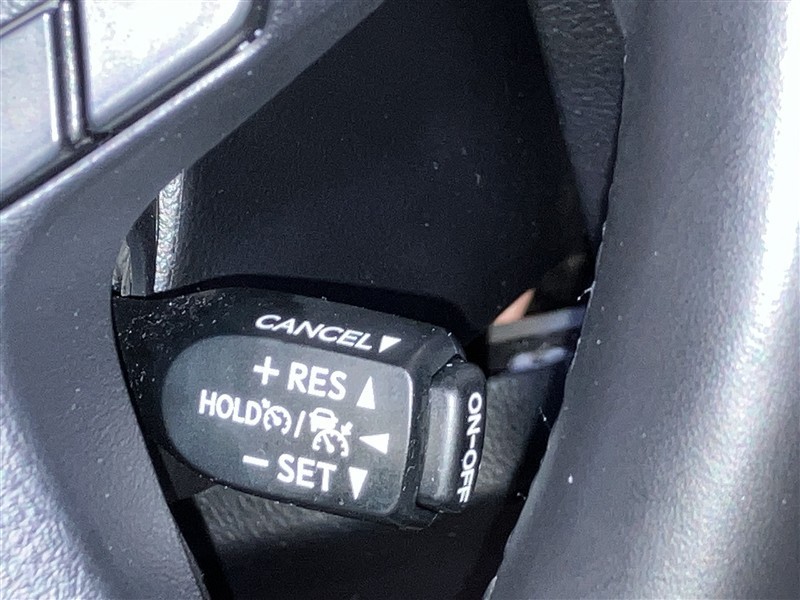 CANCEL▼
+ RES ▲
HOLD / ◀
− SET ▼
ON-OFF